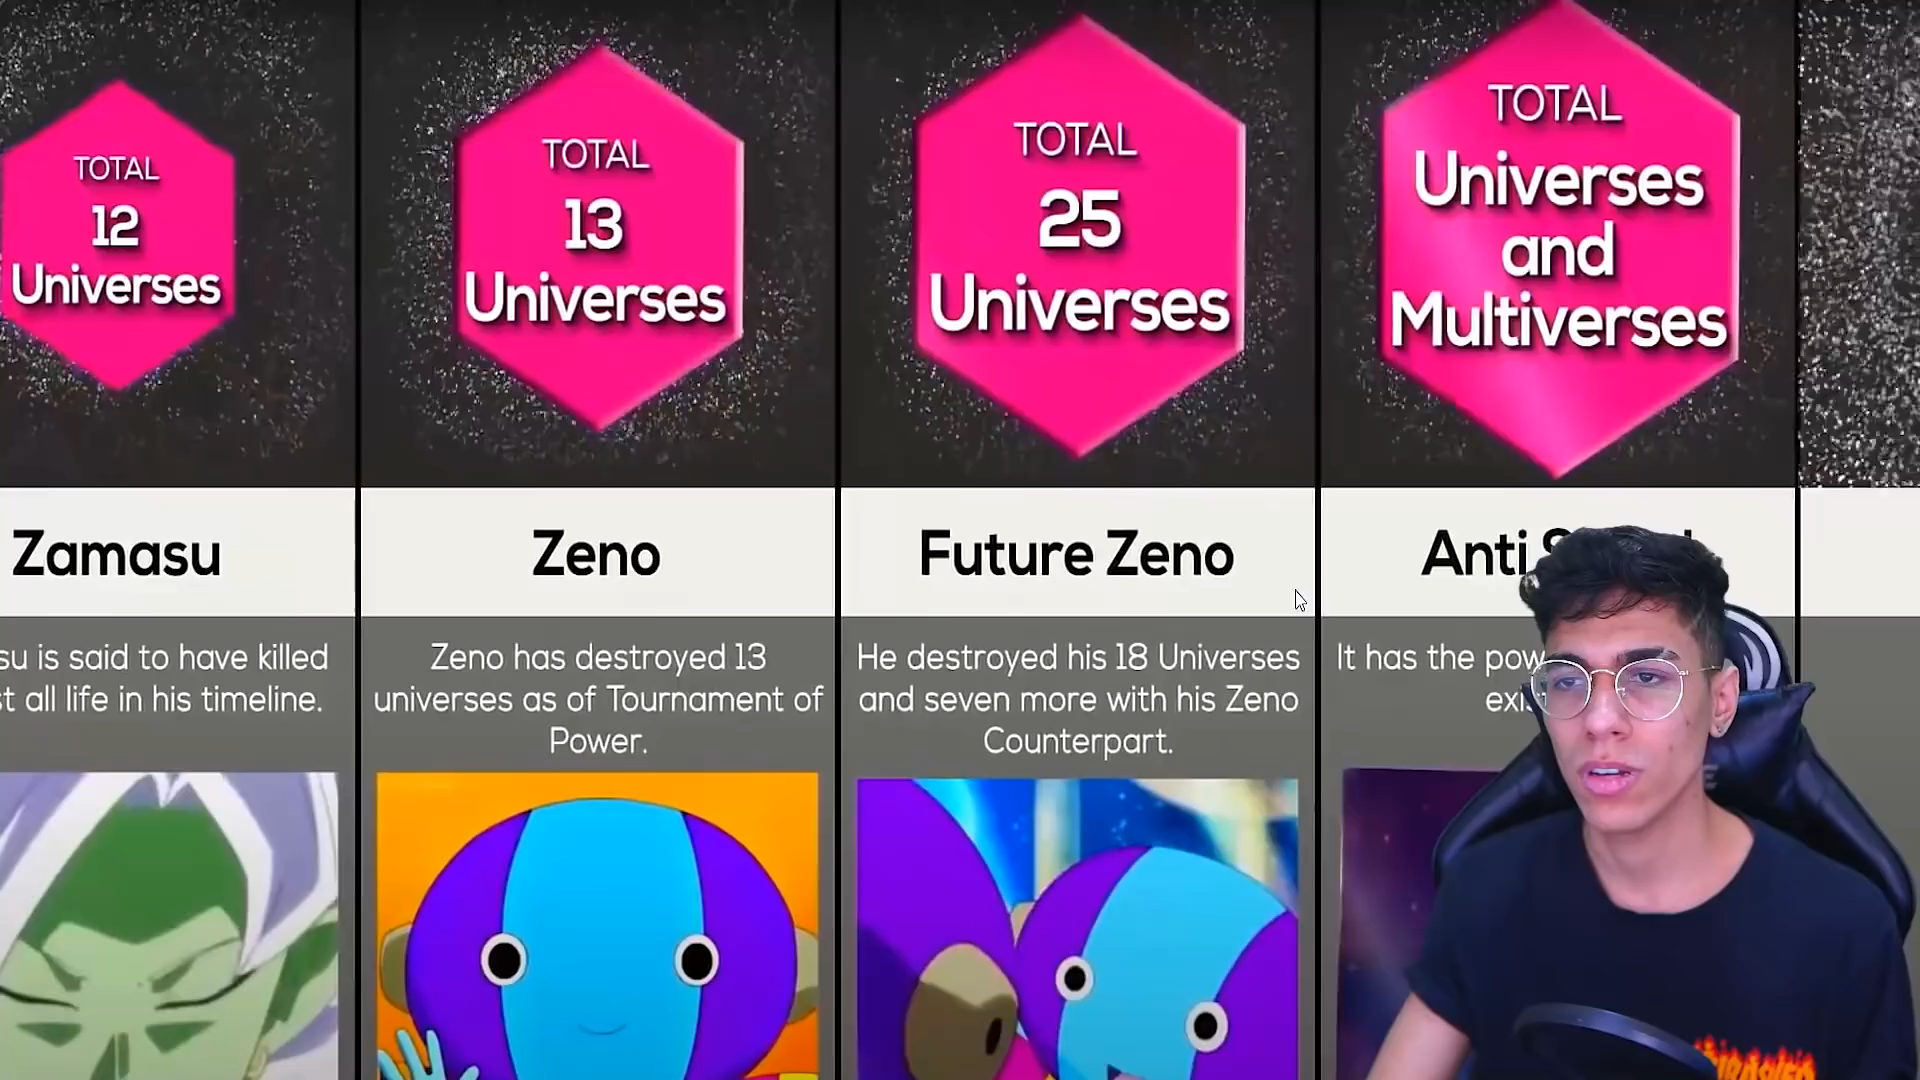 TOTAL
12
Universes
TOTAL
13
Universes
TOTAL
25
Universes
TOTAL
Universes
and
Multiverses
Zamasu
Zeno
Future Zeno
Anti
su is said to have killed
st all life in his timeline.
Zeno has destroyed 13
universes as of Tournament of
Power.
He destroyed his 18 Universes
and seven more with his Zeno
Counterpart.
It has the